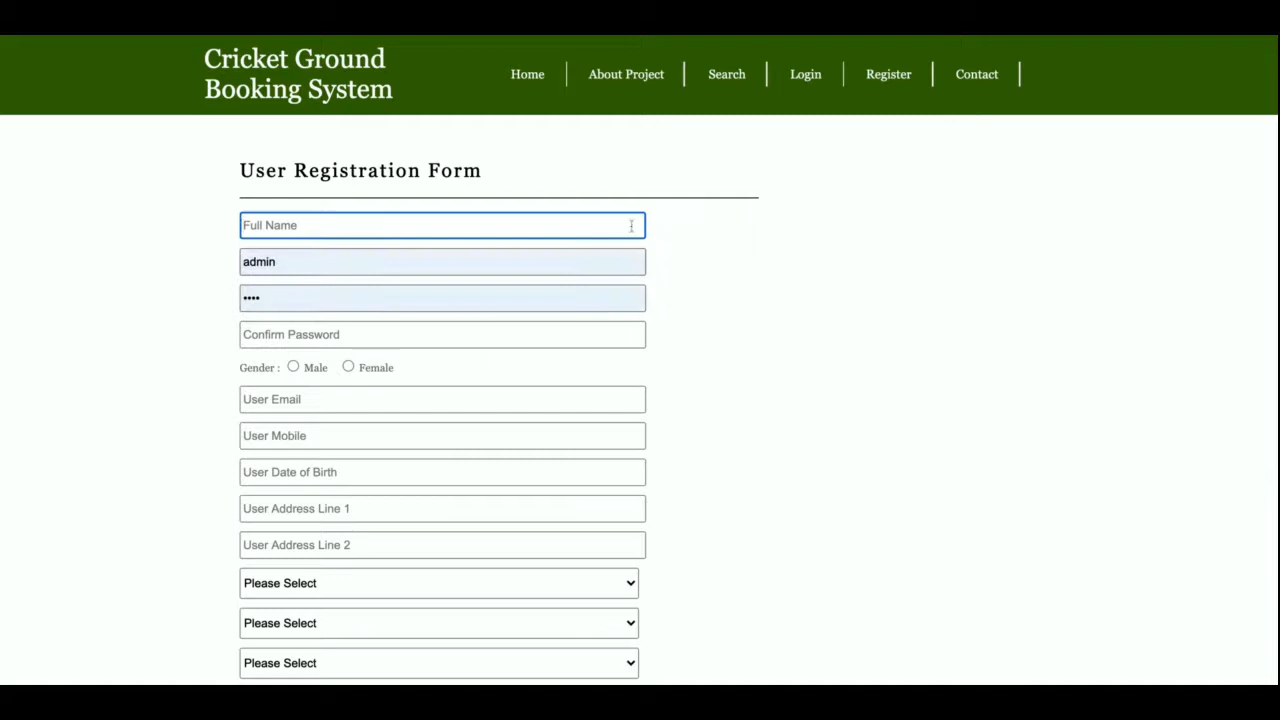 Cricket Ground
Booking System
Home
About Project
Search
Login
Register
Contact
User Registration Form
Full Name
admin
••••
Confirm Password
Gender : Male Female
User Email
User Mobile
User Date of Birth
User Address Line 1
User Address Line 2
Please Select
Please Select
Please Select